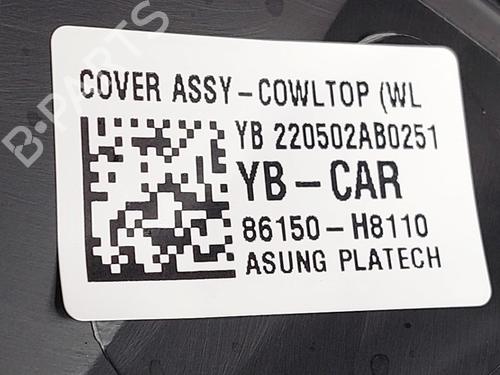 B-PARTS
COVER ASSY-COWLTOP (WL
YB 220502AB0251
YB-CAR
86150-H8110
ASUNG PLATECH